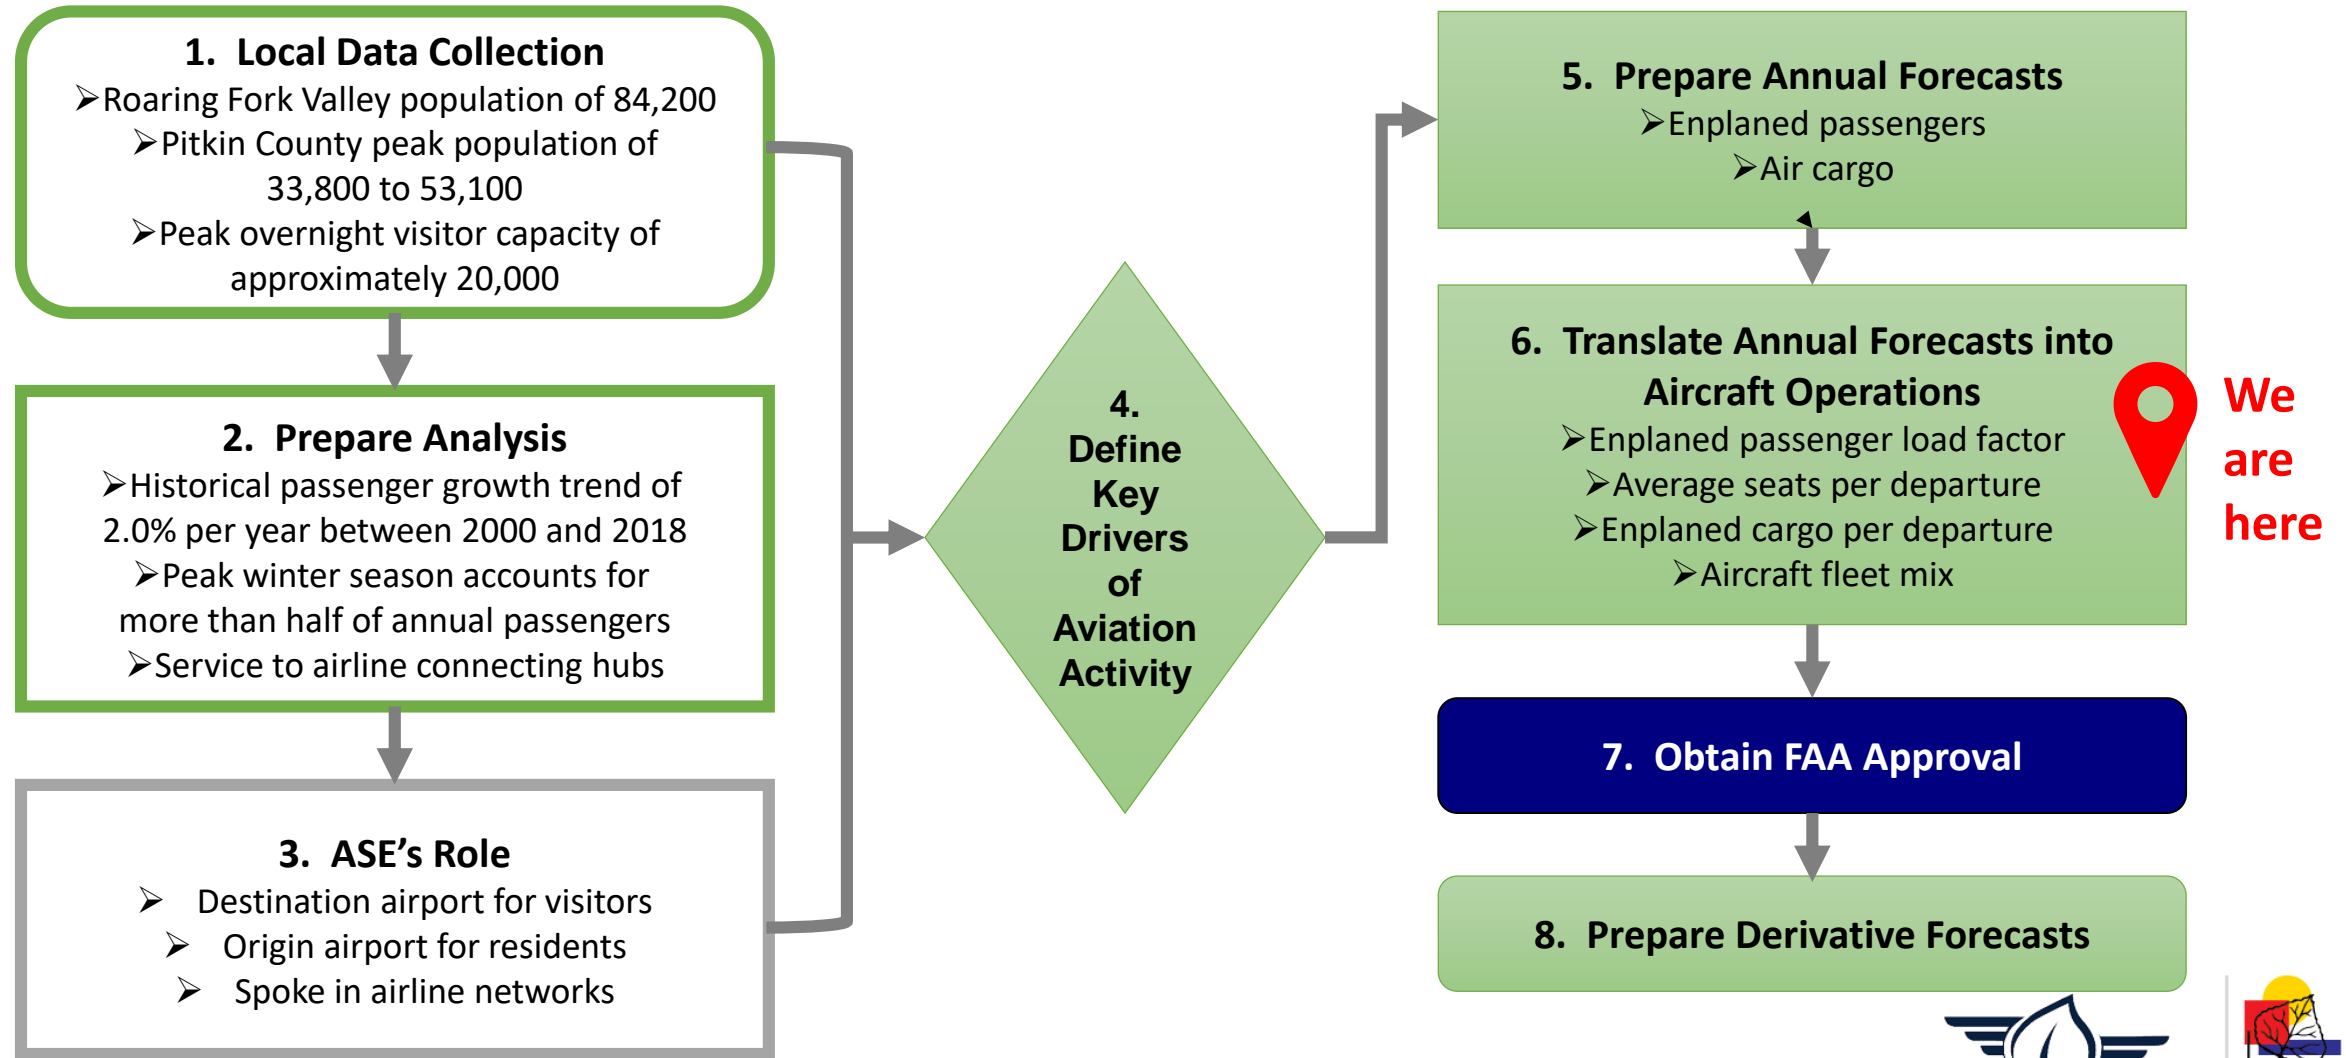 1. Local Data Collection
➢Roaring Fork Valley population of 84,200
➢Pitkin County peak population of
33,800 to 53,100
➢Peak overnight visitor capacity of
approximately 20,000
2. Prepare Analysis
➢Historical passenger growth trend of
2.0% per year between 2000 and 2018
➢Peak winter season accounts for
more than half of annual passengers
➢Service to airline connecting hubs
3. ASE’s Role
➢ Destination airport for visitors
➢ Origin airport for residents
➢ Spoke in airline networks
4.
Define
Key
Drivers
of
Aviation
Activity
5. Prepare Annual Forecasts
➢Enplaned passengers
➢Air cargo
6. Translate Annual Forecasts into
Aircraft Operations
➢Enplaned passenger load factor
➢Average seats per departure
➢Enplaned cargo per departure
➢Aircraft fleet mix
We
are
here
7. Obtain FAA Approval
8. Prepare Derivative Forecasts